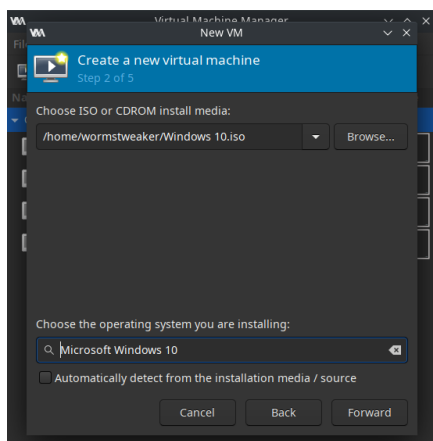 Virtual Machine Manager
New VM
Create a new virtual machine
Step 2 of 5
Choose ISO or CDROM install media:
/home/wormstweaker/Windows 10.iso
Browse...
Choose the operating system you are installing:
Microsoft Windows 10
Automatically detect from the installation media / source
Cancel Back Forward